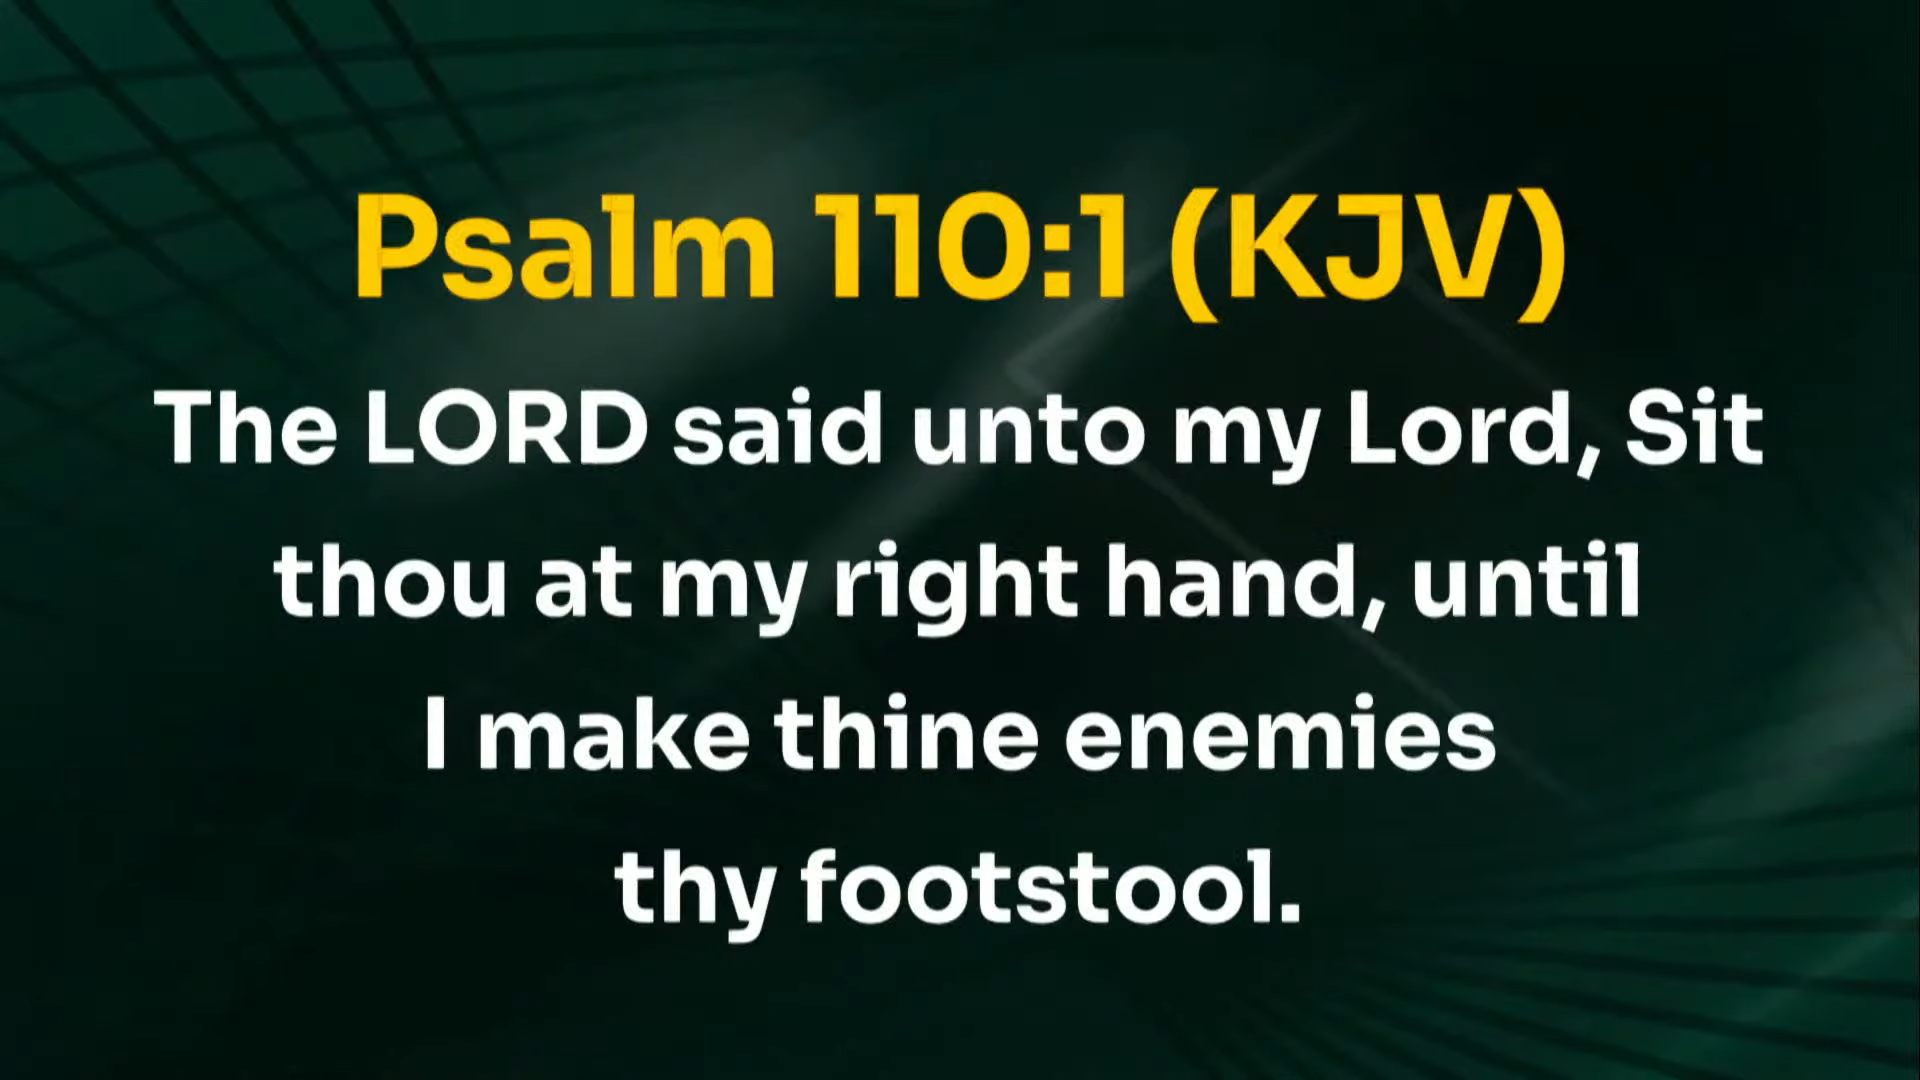 Psalm 110:1 (KJV)
The LORD said unto my Lord, Sit
thou at my right hand, until
I make thine enemies
thy footstool.